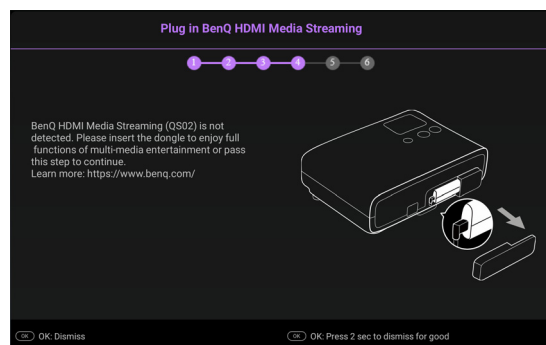 Plug in BenQ HDMI Media Streaming
1 2 3 4 5 6
BenQ HDMI Media Streaming (QS02) is not
detected. Please insert the dongle to enjoy full
functions of multi-media entertainment or pass
this step to continue.
Learn more: https://www.benq.com/
OK OK: Dismiss
OK OK: Press 2 sec to dismiss for good